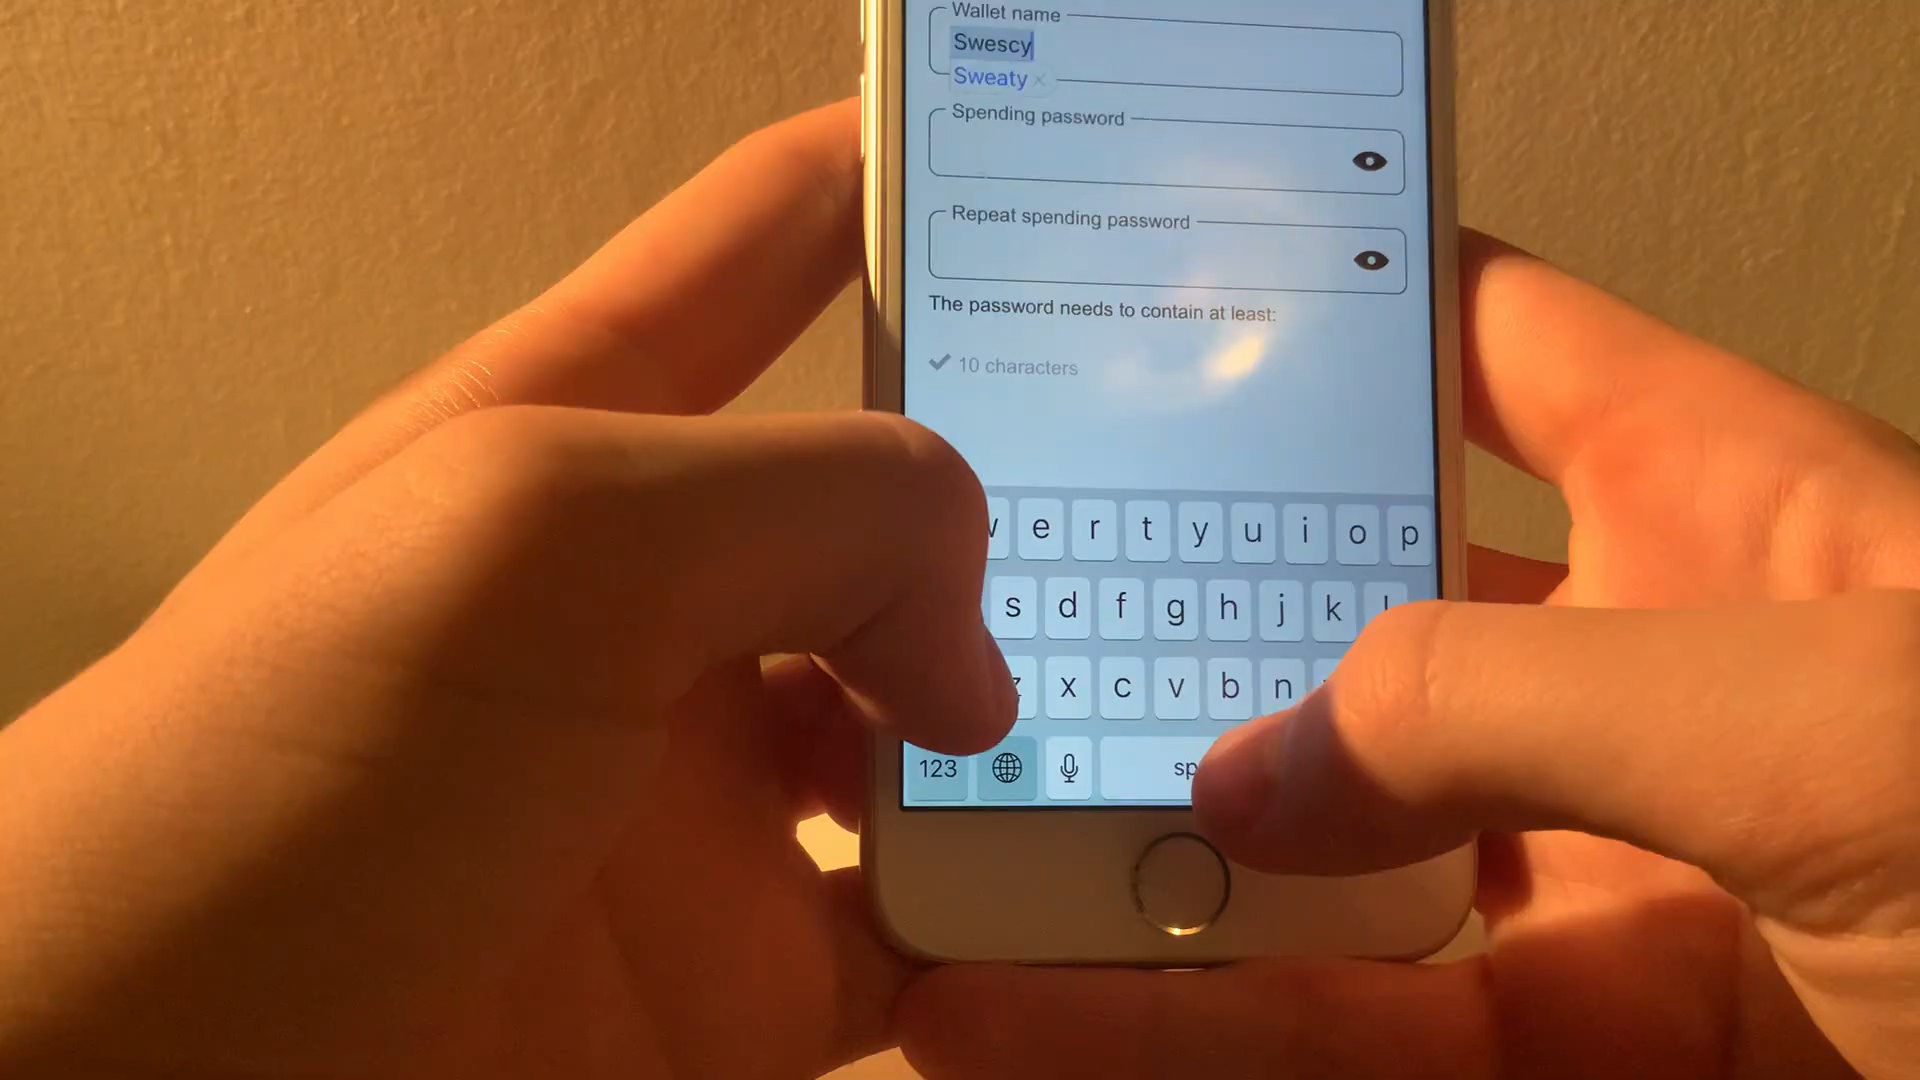 Wallet name
Swescy
Sweaty ×
Spending password
Repeat spending password
The password needs to contain at least:
10 characters
e r t y u i o p
s d f g h j k
x c v b n
123